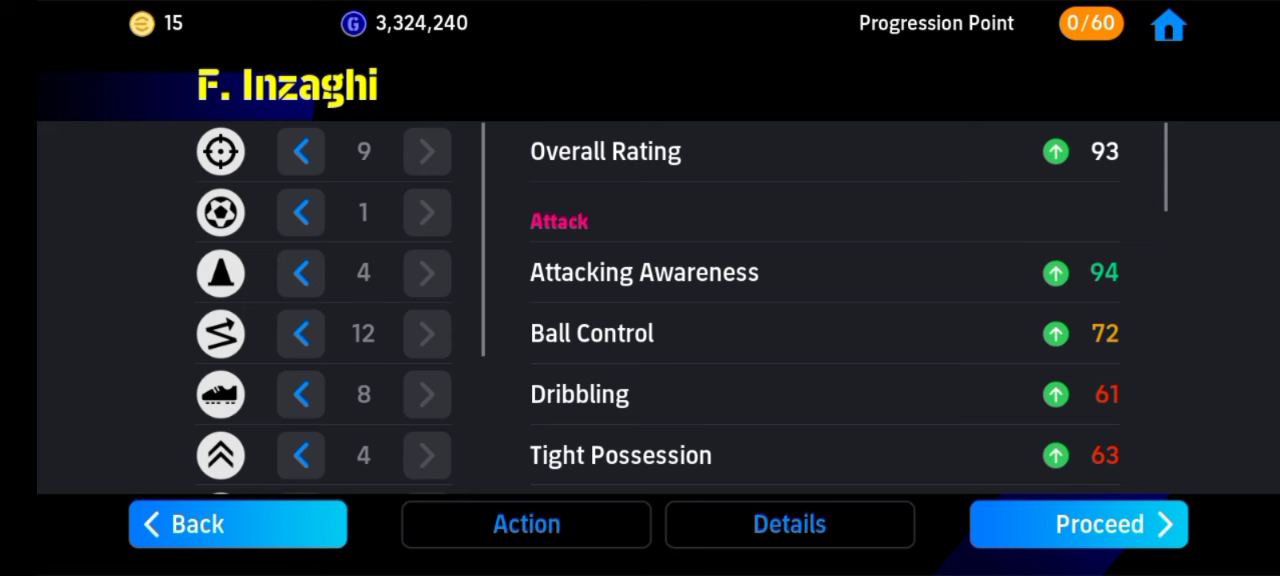 15
G 3,324,240
Progression Point 0/60
F. Inzaghi
9
1
4
12
8
4
Overall Rating 93
Attack
Attacking Awareness 94
Ball Control 72
Dribbling 61
Tight Possession 63
Back
Action
Details
Proceed